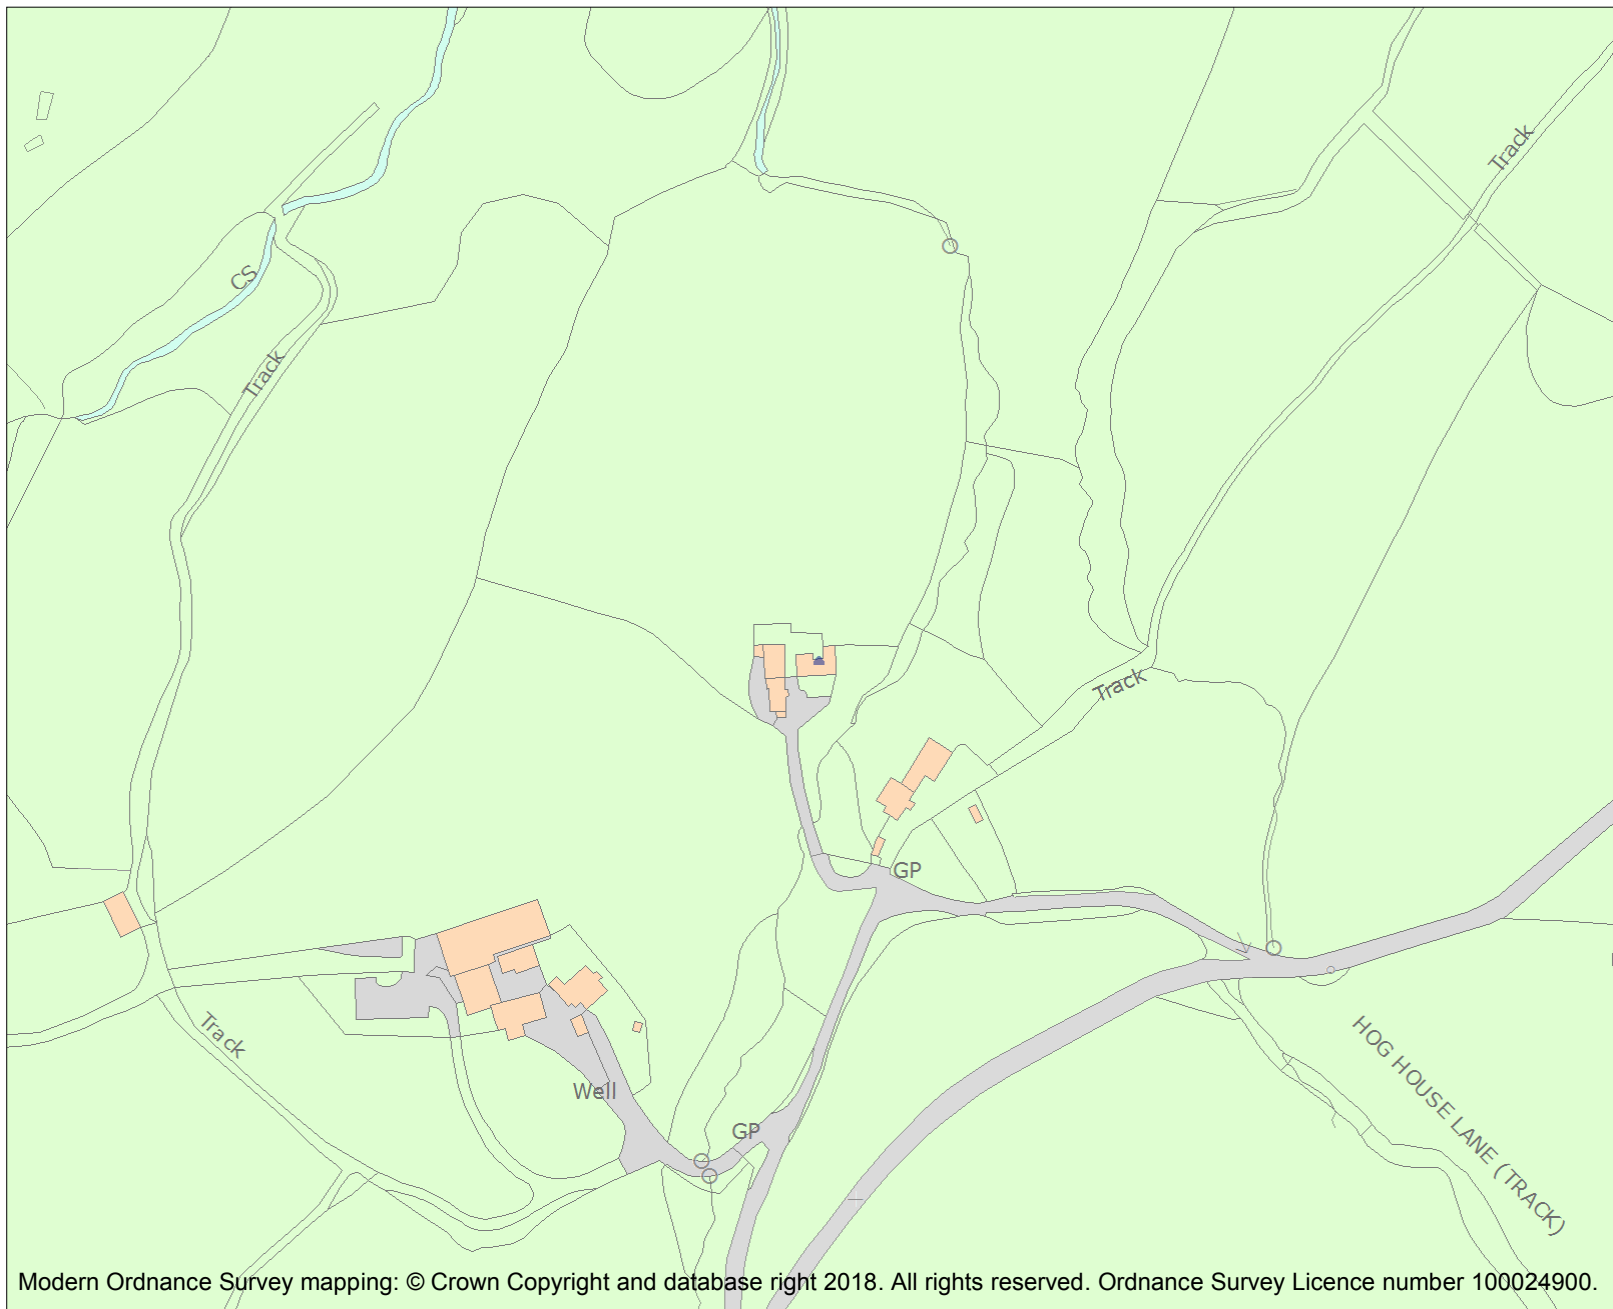 Track
CS
Track
Track
GP
Track
HOG HOUSE LANE (TRACK)
Well
GP
Modern Ordnance Survey mapping: © Crown Copyright and database right 2018. All rights reserved. Ordnance Survey Licence number 100024900.